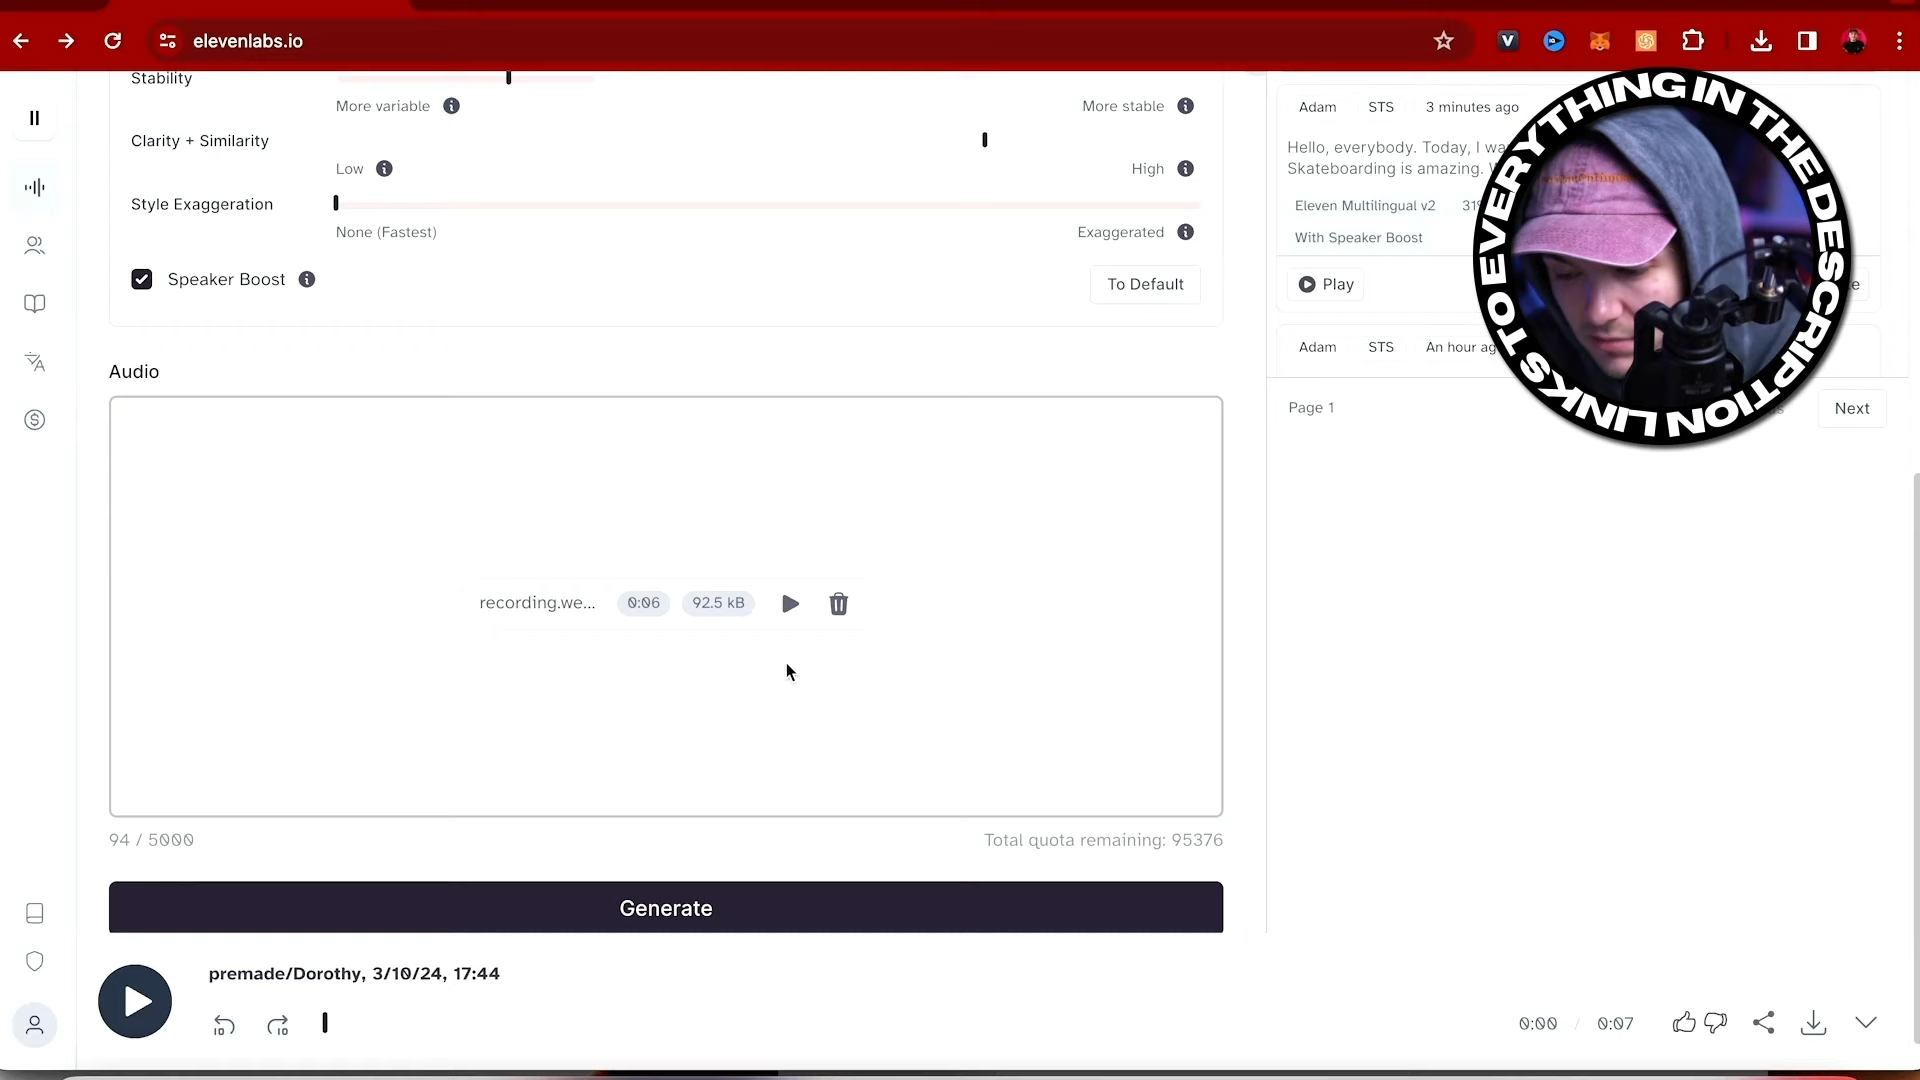 elevenlabs.io
Stability
More variable
More stable
Clarity + Similarity
Low
High
Style Exaggeration
None (Fastest)
Exaggerated
Speaker Boost
To Default
Audio
recording.we... 0:06 92.5 kB
94 / 5000
Total quota remaining: 95376
Generate
premade/Dorothy, 3/10/24, 17:44
0:00 / 0:07
Adam STS 3 minutes ago
Hello, everybody. Today, I
Skateboarding is amazing.
Eleven Multilingual v2
With Speaker Boost
Play
Adam STS An hour
Page 1
Next
LINKS TO EVERYTHING IN THE DESCRIPTION